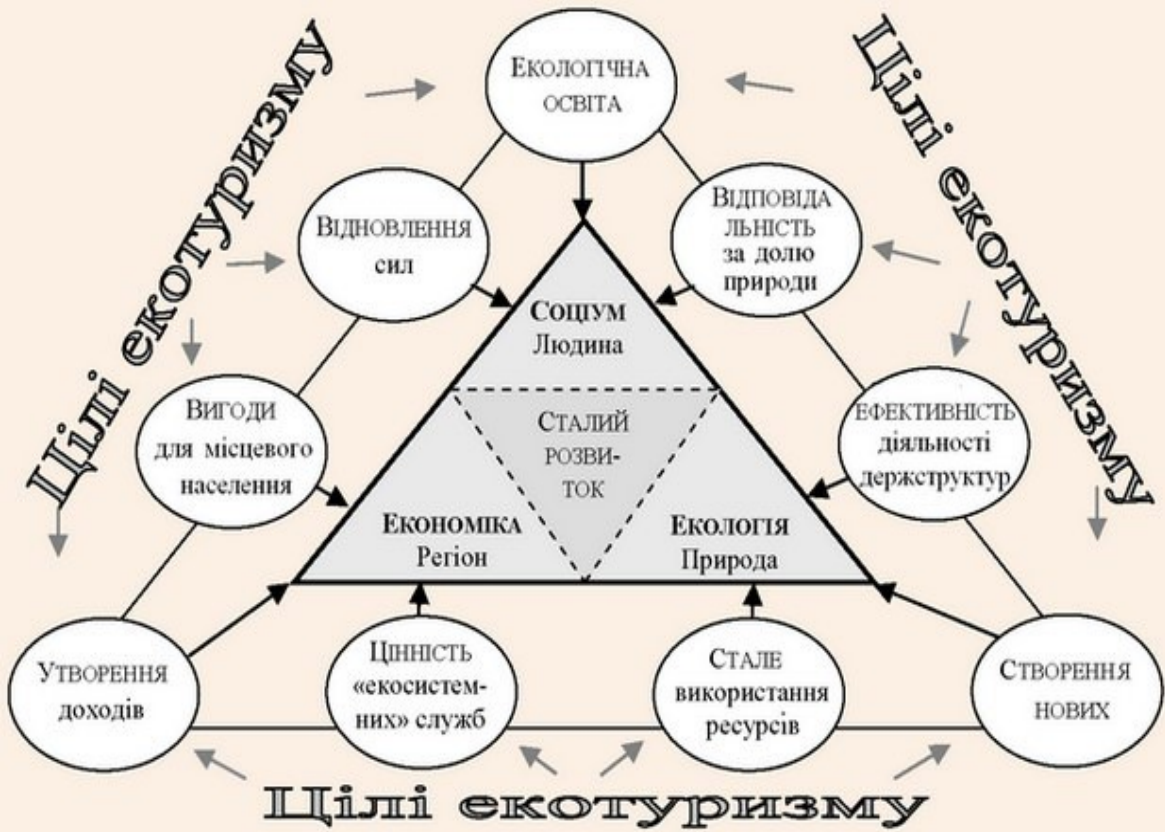 Цілі екотуризму
Цілі екотуризму
ЕКОЛОГІЧНА
ОСВІТА
ВІДНОВЛЕННЯ
сил
ВІДПОВІДА
ЛЬНІСТЬ
за долю
природи
СОЦІУМ
Людина
ВИГОДИ
для місцевого
населення
СТАЛИЙ
РОЗВИ-
ТОК
ЕФЕКТИВНІСТЬ
діяльності
держструктур
ЕКОНОМІКА
Регіон
ЕКОЛОГІЯ
Природа
УТВОРЕННЯ
доходів
ЦІННІСТЬ
«екосистем-
них» служб
СТАЛЕ
використання
ресурсів
СТВОРЕННЯ
НОВИХ
Цілі екотуризму